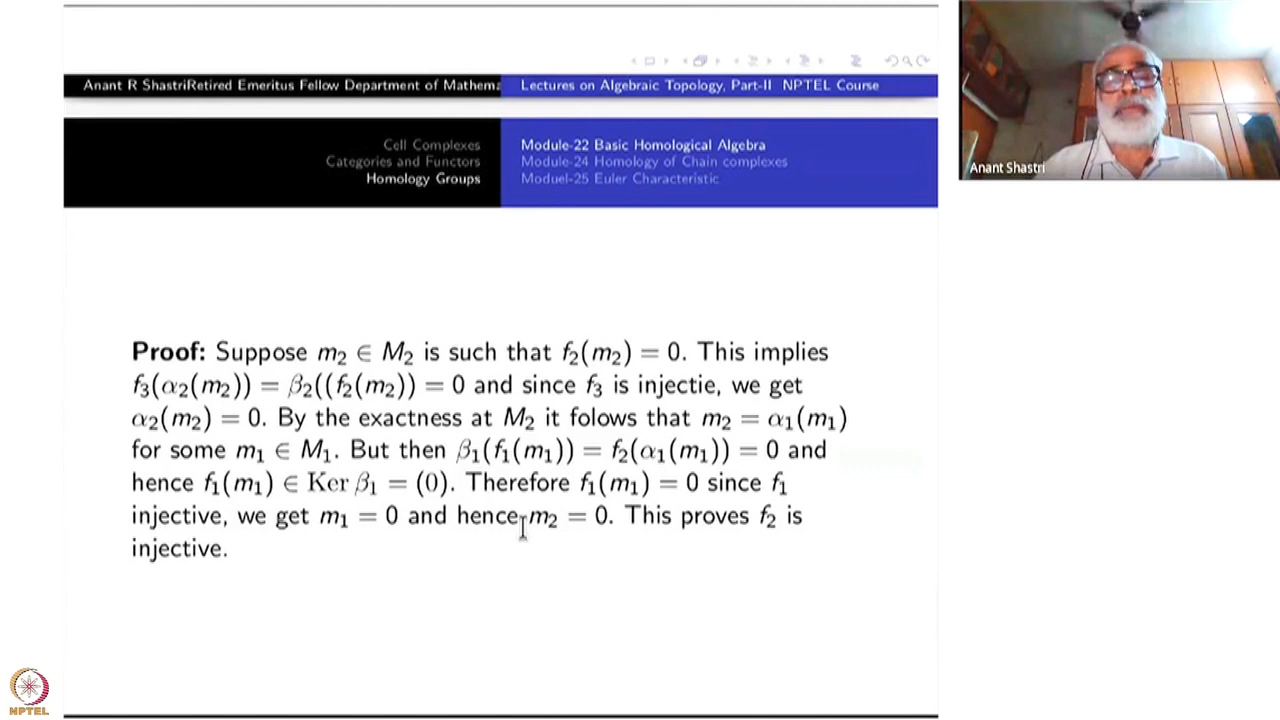 Anant R ShastriRetired Emeritus Fellow Department of Mathema
Lectures on Algebraic Topology, Part-II NPTEL Course
Cell Complexes
Categories and Functors
Homology Groups
Module-22 Basic Homological Algebra
Module-24 Homology of Chain complexes
Moduel-25 Euler Characteristic
Anant Shastri
Proof: Suppose m₂ ∈ M₂ is such that f₂(m₂) = 0. This implies
f₃(α₂(m₂)) = β₂((f₂(m₂)) = 0 and since f₃ is injectie, we get
α₂(m₂) = 0. By the exactness at M₂ it folows that m₂ = α₁(m₁)
for some m₁ ∈ M₁. But then β₁(f₁(m₁)) = f₂(α₁(m₁)) = 0 and
hence f₁(m₁) ∈ Ker β₁ = (0). Therefore f₁(m₁) = 0 since f₁
injective, we get m₁ = 0 and hence m₂ = 0. This proves f₂ is
injective.
NPTEL